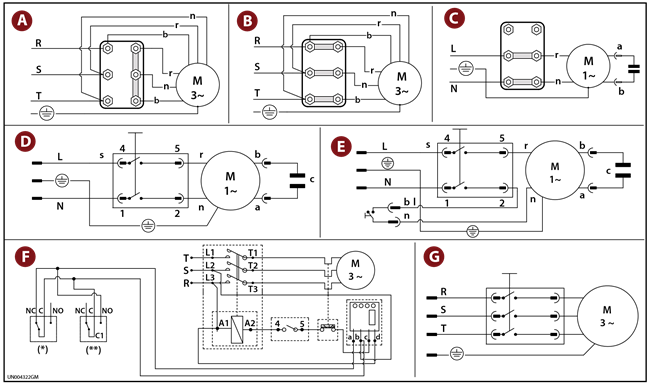 A
n
r
b
R
S
T
r
n
b
M
3~
B
n
r
b
R
S
T
r
n
b
M
3~
C
L
N
r
n
M
1~
a
b
D
L
N
s
4
5
1
2
r
n
M
1~
b
a
c
E
L
N
s
4
5
1
2
r
n
b l
n
M
1~
b
a
c
F
NC
C
NO
(*)
NC
C
NO
C1
(**)
T
S
R
L1
L2
L3
T1
T2
T3
M
3 ~
A1
A2
4
5
a
b
c
d
G
R
S
T
M
3 ~
UN004322GM